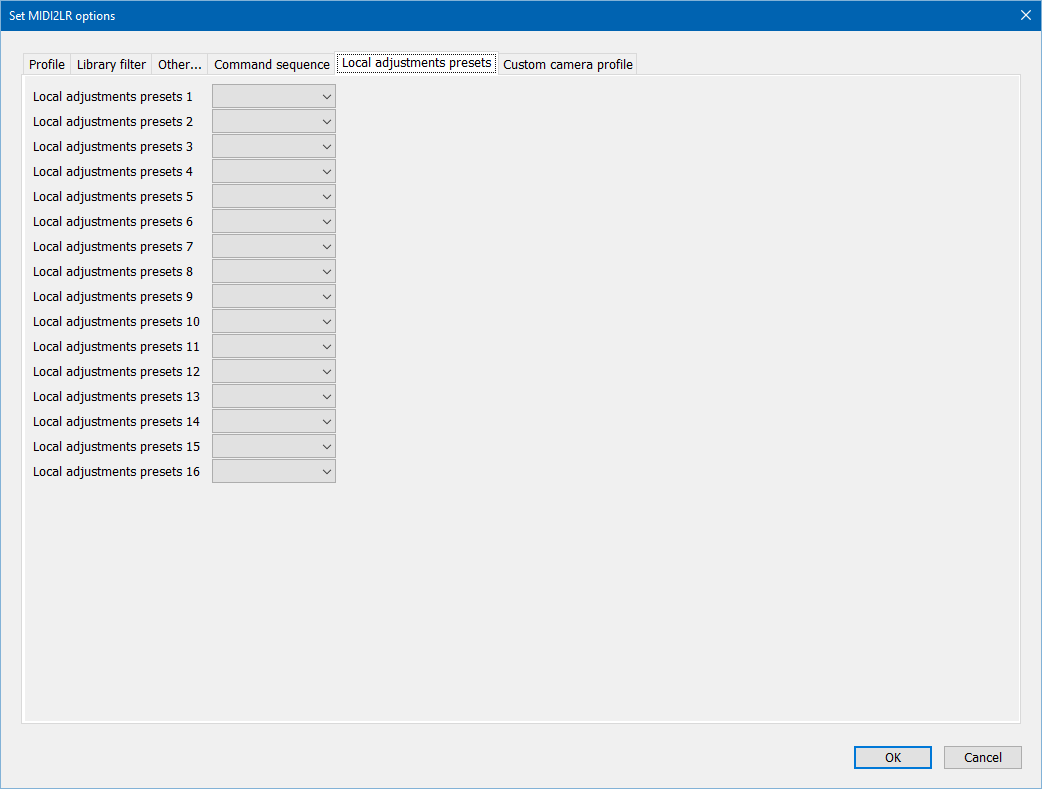 Set MIDI2LR options
Profile Library filter Other... Command sequence Local adjustments presets Custom camera profile
Local adjustments presets 1
Local adjustments presets 2
Local adjustments presets 3
Local adjustments presets 4
Local adjustments presets 5
Local adjustments presets 6
Local adjustments presets 7
Local adjustments presets 8
Local adjustments presets 9
Local adjustments presets 10
Local adjustments presets 11
Local adjustments presets 12
Local adjustments presets 13
Local adjustments presets 14
Local adjustments presets 15
Local adjustments presets 16
OK Cancel